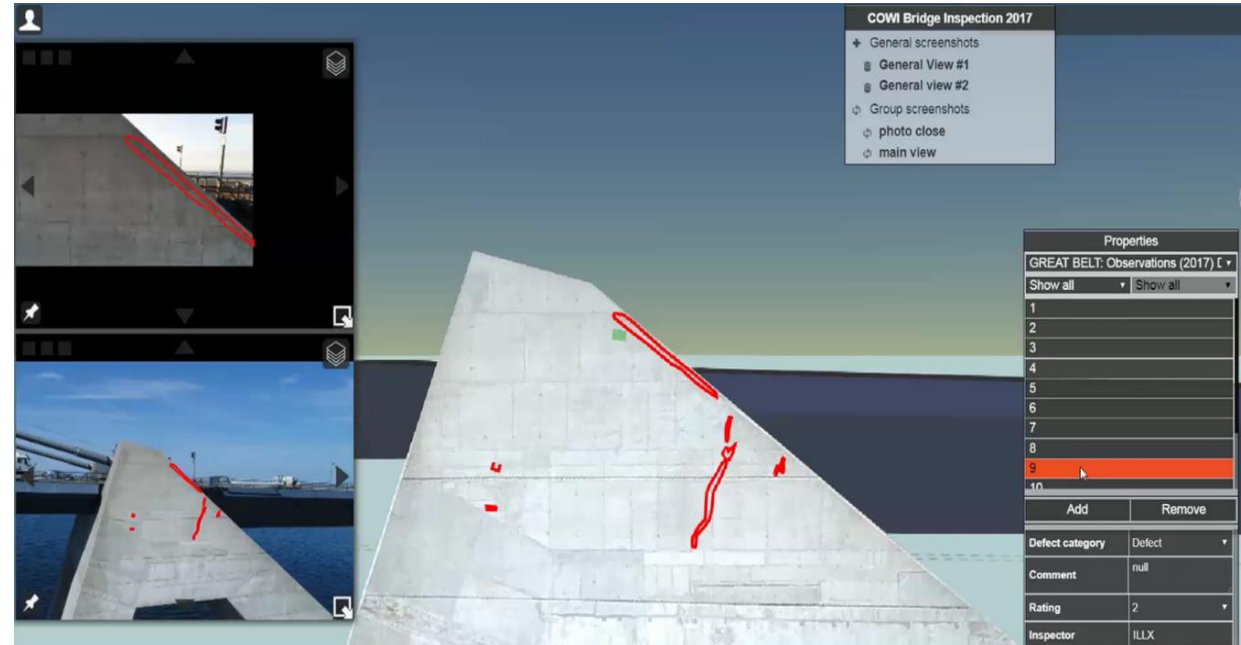 COWI Bridge Inspection 2017
General screenshots
General View #1
General view #2
Group screenshots
photo close
main view
Properties
GREAT BELT: Observations (2017) [
Show all Show all
1
2
3
4
5
6
7
8
9
10
Add Remove
Defect category Defect
Comment null
Rating 2
Inspector ILLX